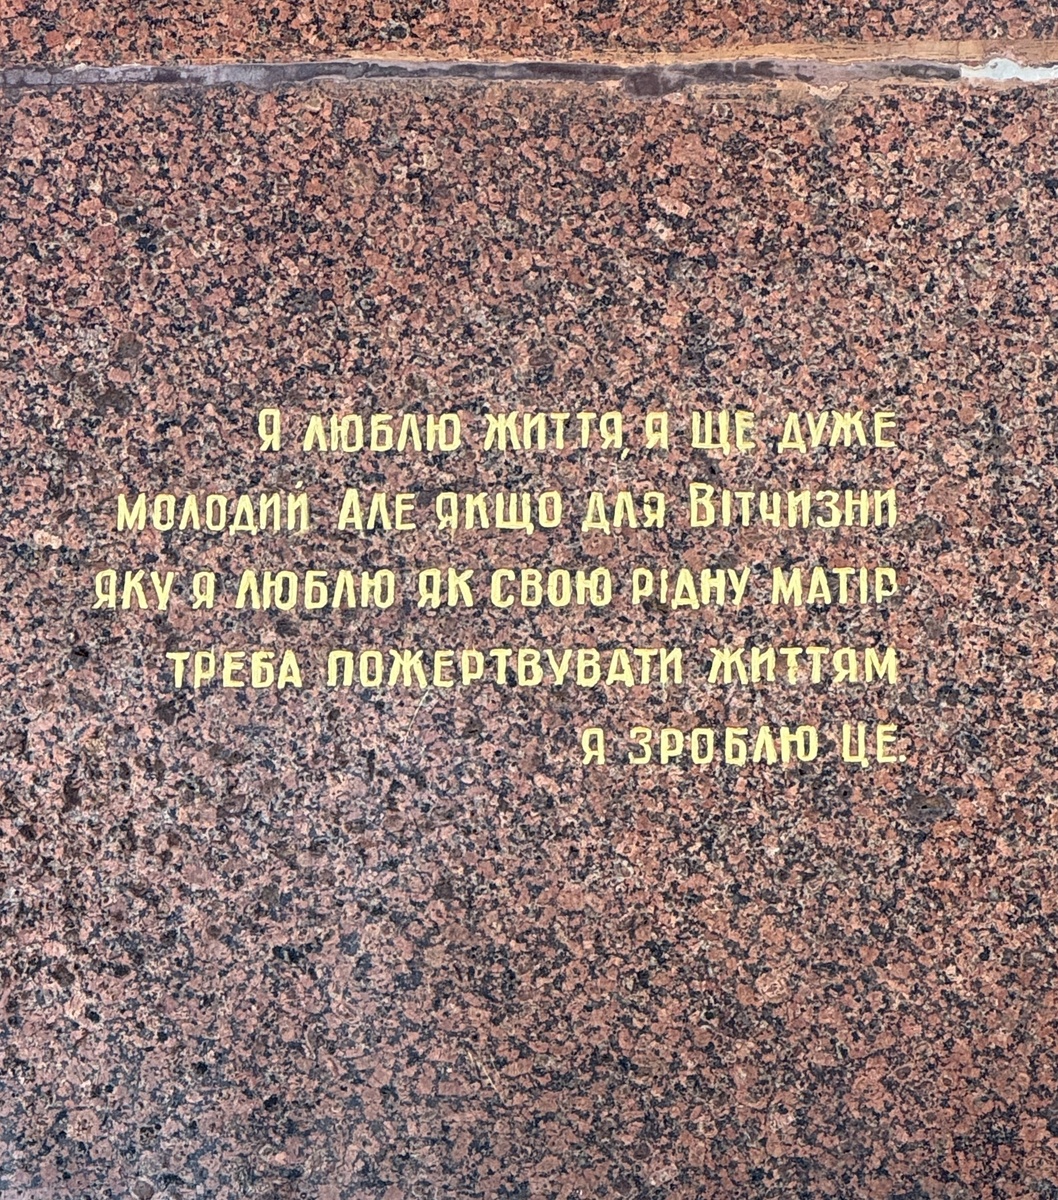 Я ЛЮБЛЮ ЖИТТЯ, Я ЩЕ ДУЖЕ
МОЛОДИЙ. АЛЕ ЯКЩО ДЛЯ ВІТЧИЗНИ
ЯКУ Я ЛЮБЛЮ ЯК СВОЮ РІДНУ МАТІР
ТРЕБА ПОЖЕРТВУВАТИ ЖИТТЯМ
Я ЗРОБЛЮ ЦЕ.